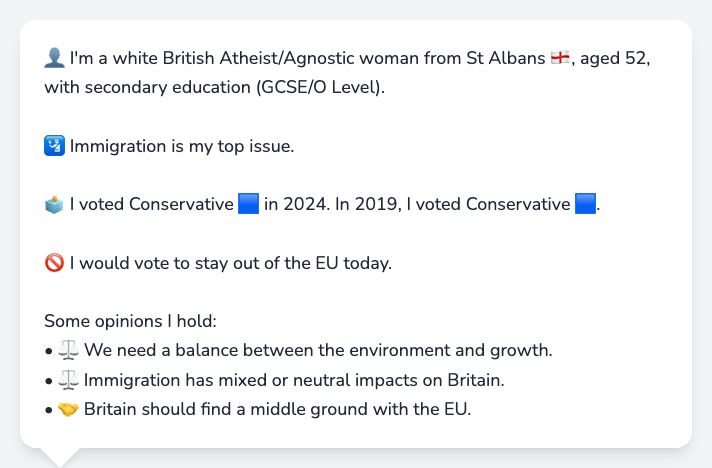 👤 I'm a white British Atheist/Agnostic woman from St Albans 🏴󠁧󠁢󠁥󠁮󠁧󠁿, aged 52,
with secondary education (GCSE/O Level).
🛂 Immigration is my top issue.
🗳️ I voted Conservative 🟦 in 2024. In 2019, I voted Conservative 🟦.
🚫 I would vote to stay out of the EU today.
Some opinions I hold:
• ⚖️ We need a balance between the environment and growth.
• ⚖️ Immigration has mixed or neutral impacts on Britain.
• 🤝 Britain should find a middle ground with the EU.